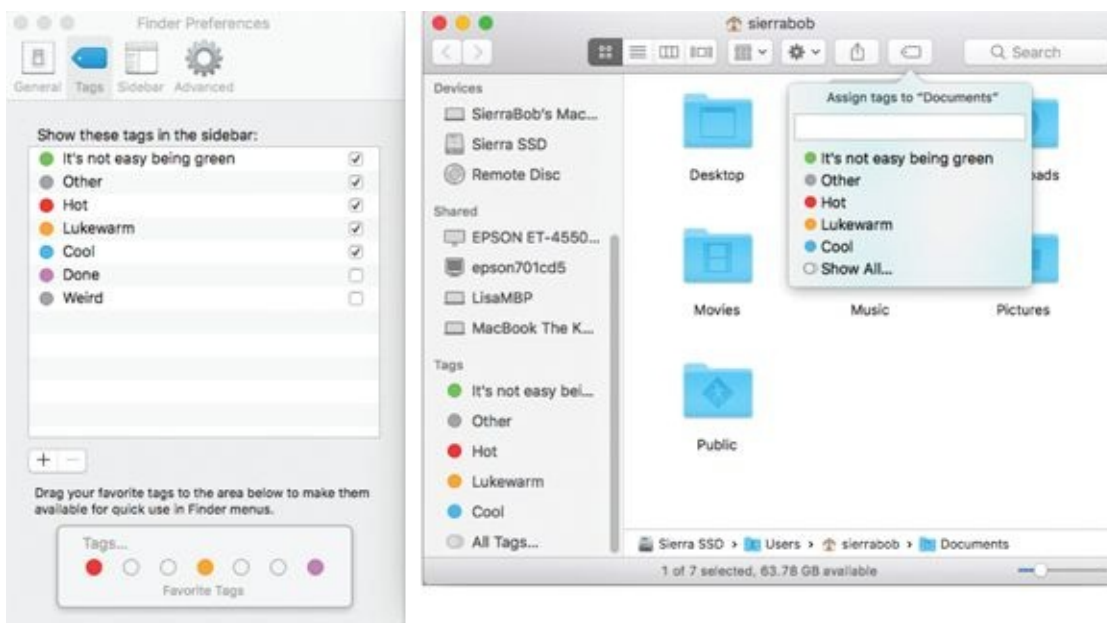 Finder Preferences
General Tags Sidebar Advanced
Show these tags in the sidebar:
It's not easy being green
Other
Hot
Lukewarm
Cool
Done
Weird
+ −
Drag your favorite tags to the area below to make them
available for quick use in Finder menus.
Tags...
Favorite Tags
sierrabob
Search
Devices
SierraBob's Mac...
Sierra SSD
Remote Disc
Shared
EPSON ET-4550...
epson701cd5
LisaMBP
MacBook The K...
Tags
It's not easy bei...
Other
Hot
Lukewarm
Cool
All Tags...
Assign tags to "Documents"
It's not easy being green
Other
Hot
Lukewarm
Cool
Show All...
Desktop
oads
Movies
Music
Pictures
Public
Sierra SSD › Users › sierrabob › Documents
1 of 7 selected, 63.78 GB available